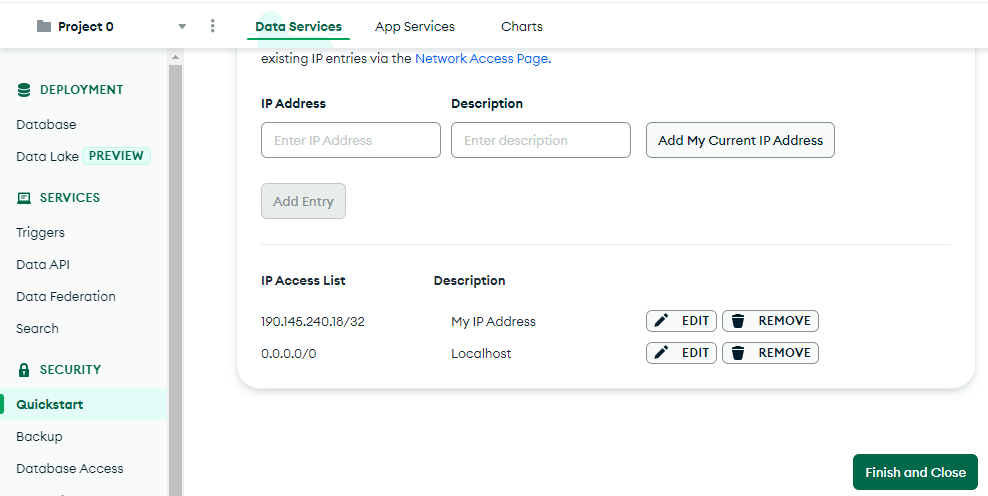 Project 0
Data Services
App Services
Charts
DEPLOYMENT
Database
Data Lake PREVIEW
SERVICES
Triggers
Data API
Data Federation
Search
SECURITY
Quickstart
Backup
Database Access
existing IP entries via the Network Access Page.
IP Address
Description
Enter IP Address
Enter description
Add My Current IP Address
Add Entry
IP Access List
Description
190.145.240.18/32
My IP Address
EDIT
REMOVE
0.0.0.0/0
Localhost
EDIT
REMOVE
Finish and Close